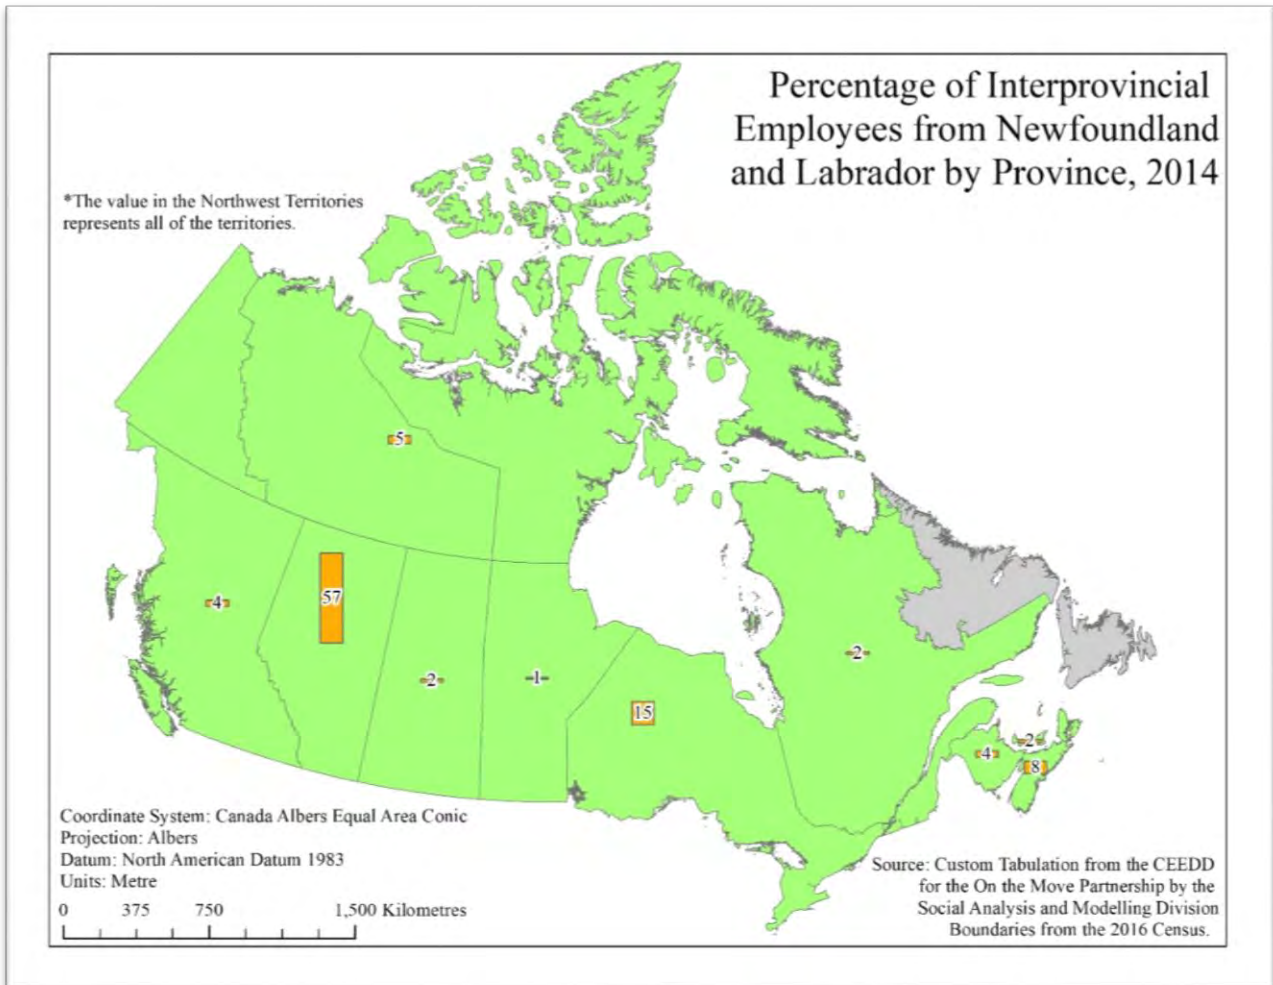 Percentage of Interprovincial
Employees from Newfoundland
and Labrador by Province, 2014
*The value in the Northwest Territories
represents all of the territories.
5
4
57
2
1
15
2
2
4
8
Coordinate System: Canada Albers Equal Area Conic
Projection: Albers
Datum: North American Datum 1983
Units: Metre
0 375 750 1,500 Kilometres
Source: Custom Tabulation from the CEEDD
for the On the Move Partnership by the
Social Analysis and Modelling Division
Boundaries from the 2016 Census.